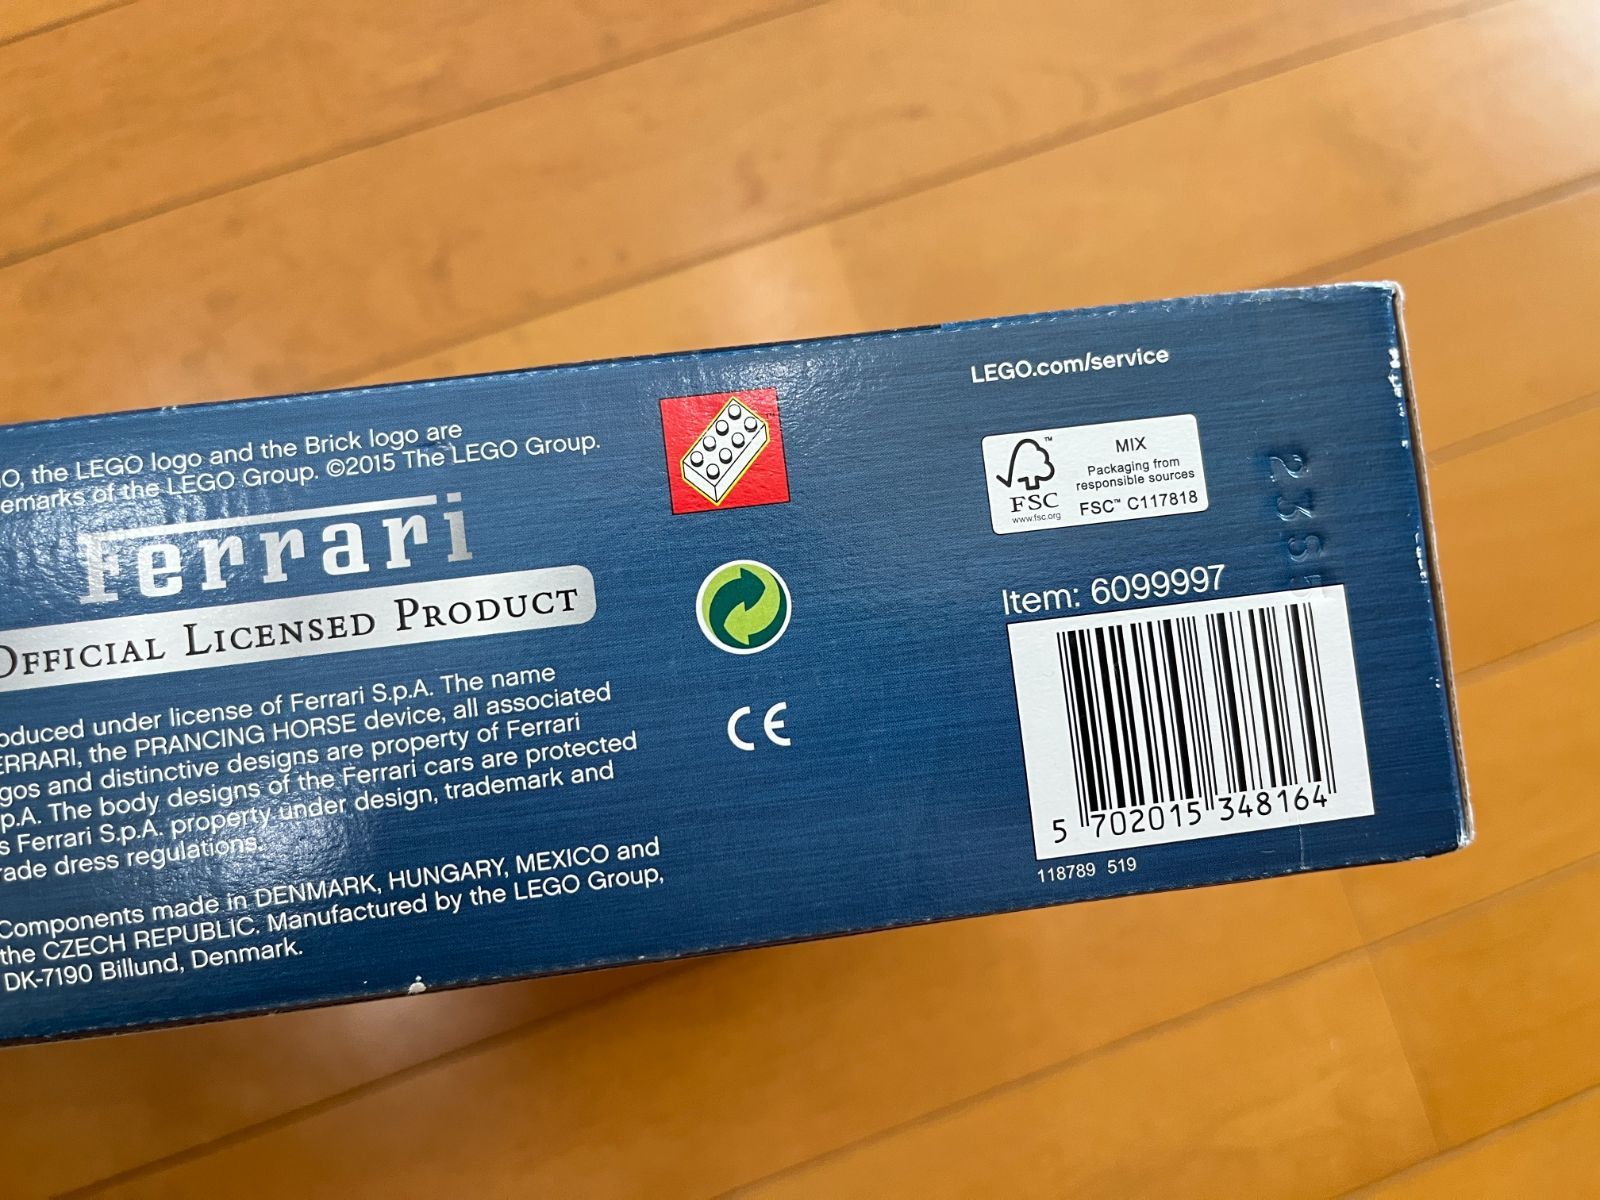 O, the LEGO logo and the Brick logo are
emarks of the LEGO Group. ©2015 The LEGO Group.
Ferrari
OFFICIAL LICENSED PRODUCT
oduced under license of Ferrari S.p.A. The name
ERRARI, the PRANCING HORSE device, all associated
gos and distinctive designs are property of Ferrari
p.A. The body designs of the Ferrari cars are protected
s Ferrari S.p.A. property under design, trademark and
rade dress regulations.
Components made in DENMARK, HUNGARY, MEXICO and
the CZECH REPUBLIC. Manufactured by the LEGO Group,
DK-7190 Billund, Denmark.
CE
LEGO.com/service
FSC™
www.fsc.org
MIX
Packaging from
responsible sources
FSC™ C117818
Item: 6099997
5 702015 348164
118789 519